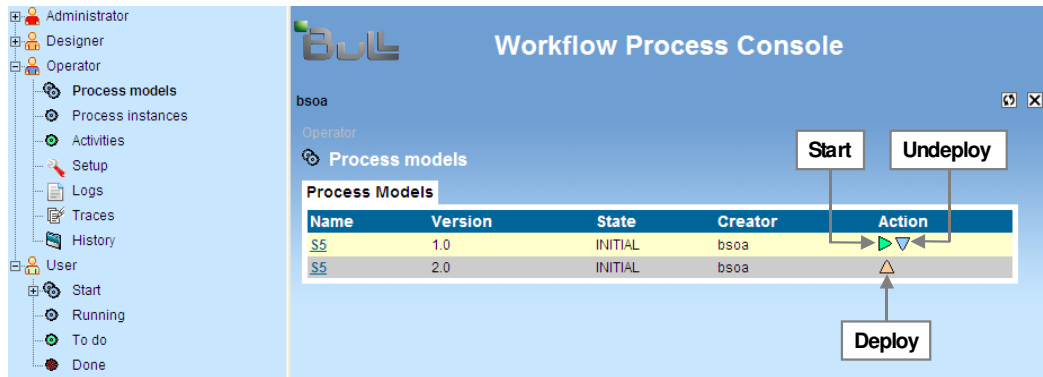 Administrator
Designer
Operator
Process models
Process instances
Activities
Setup
Logs
Traces
History
User
Start
Running
To do
Done
Bull
Workflow Process Console
bsoa
Operator
Process models
Start
Undeploy
Process Models
Name Version State Creator Action
S5 1.0 INITIAL bsoa
S5 2.0 INITIAL bsoa
Deploy